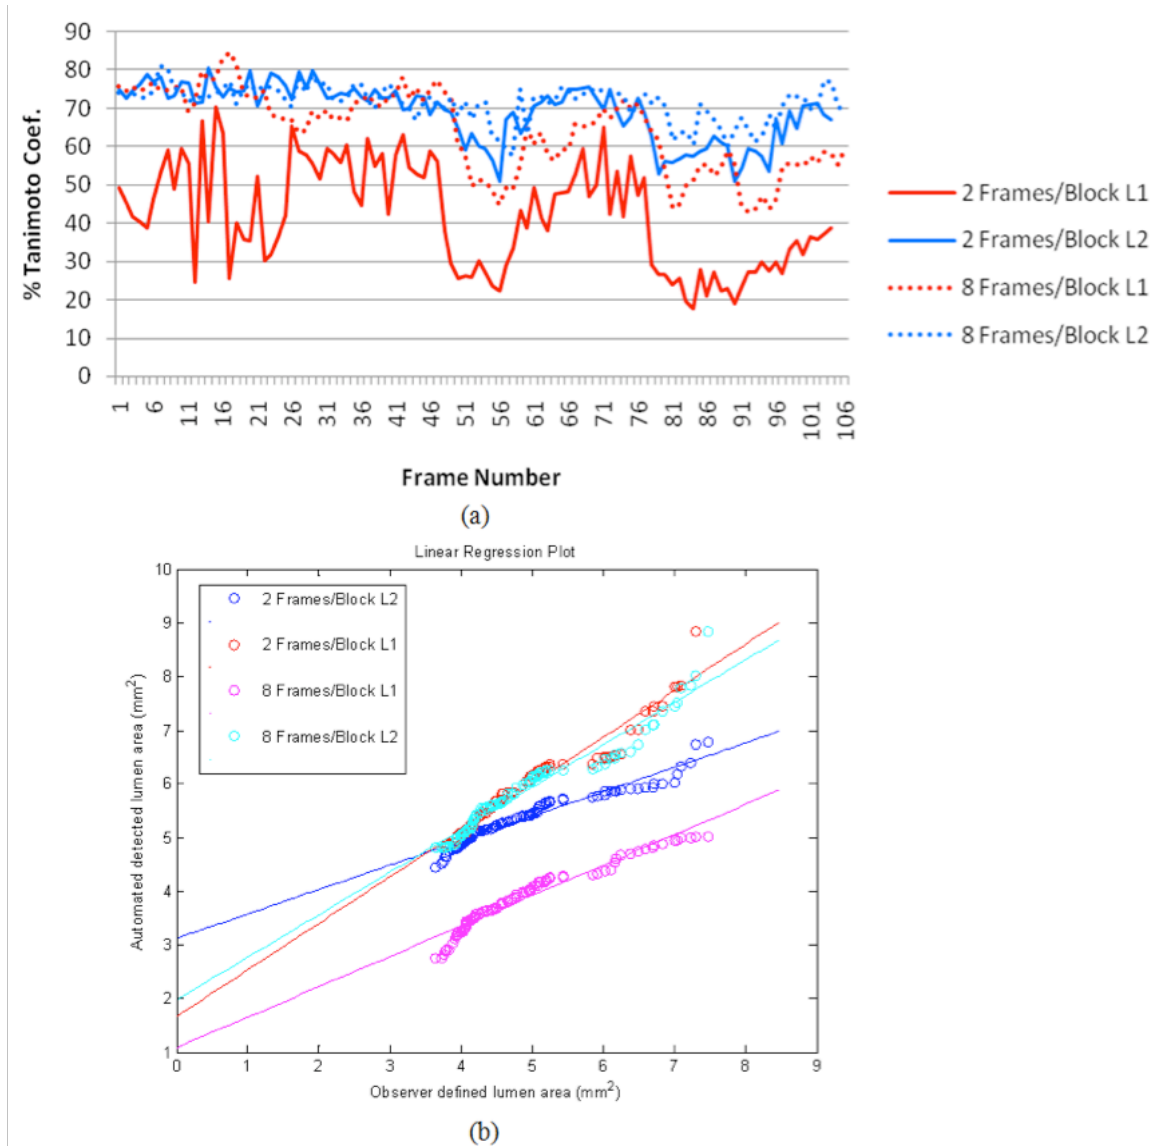 90
80
70
60
50
40
30
20
10
0
% Tanimoto Coef.
1 6 11 16 21 26 31 36 41 46 51 56 61 66 71 76 81 86 91 96 101 106
Frame Number
2 Frames/Block L1
2 Frames/Block L2
8 Frames/Block L1
8 Frames/Block L2
(a)
Linear Regression Plot
10
9
8
7
6
5
4
3
2
1
Automated detected lumen area (mm²)
2 Frames/Block L2
2 Frames/Block L1
8 Frames/Block L1
8 Frames/Block L2
0 1 2 3 4 5 6 7 8 9
Observer defined lumen area (mm²)
(b)